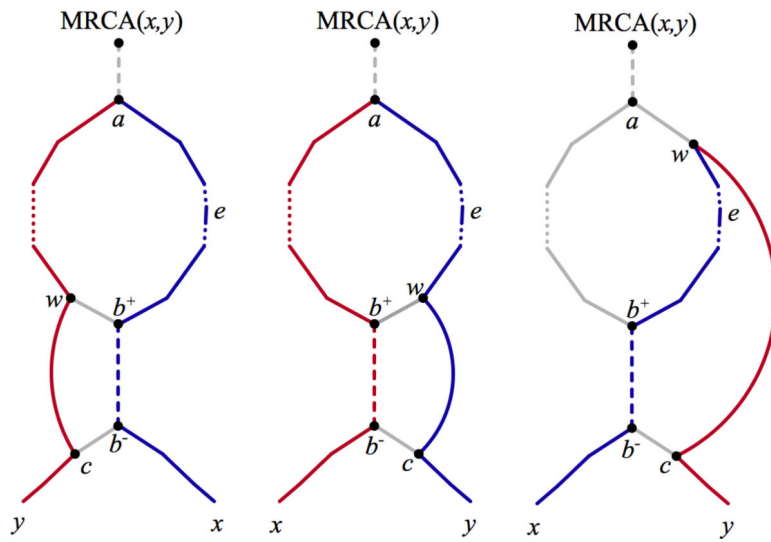 MRCA(x,y) MRCA(x,y) MRCA(x,y)
a a a
w
e e e
w b⁺ b⁺ w b⁺
b⁻ b⁻ b⁻
c c c
y x x y x y